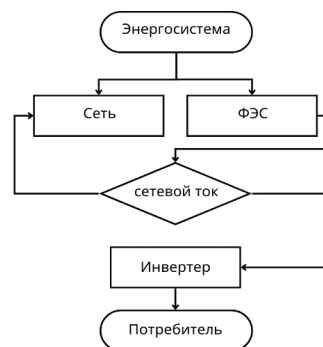 Энергосистема
Сеть
ФЭС
сетевой ток
Инвертер
Потребитель